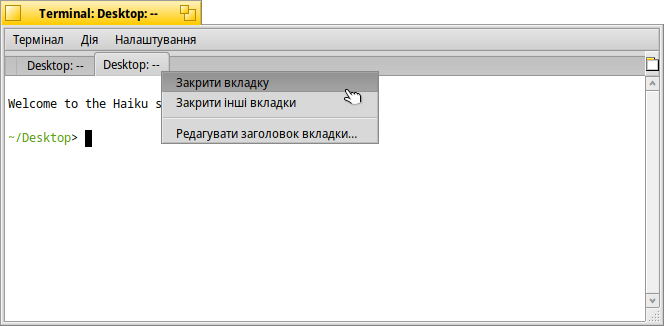 Terminal: Desktop: --
Термінал Дія Налаштування
Desktop: -- Desktop: --
Закрити вкладку
Закрити інші вкладки
Редагувати заголовок вкладки...
Welcome to the Haiku s
~/Desktop>